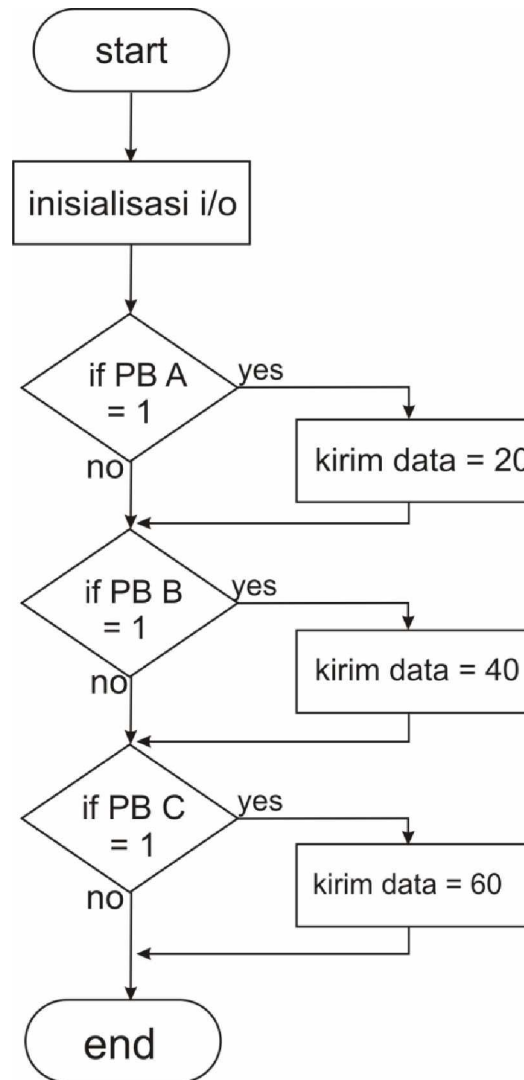 start
inisialisasi i/o
if PB A
= 1
yes
no
kirim data = 20
if PB B
= 1
yes
no
kirim data = 40
if PB C
= 1
yes
no
kirim data = 60
end